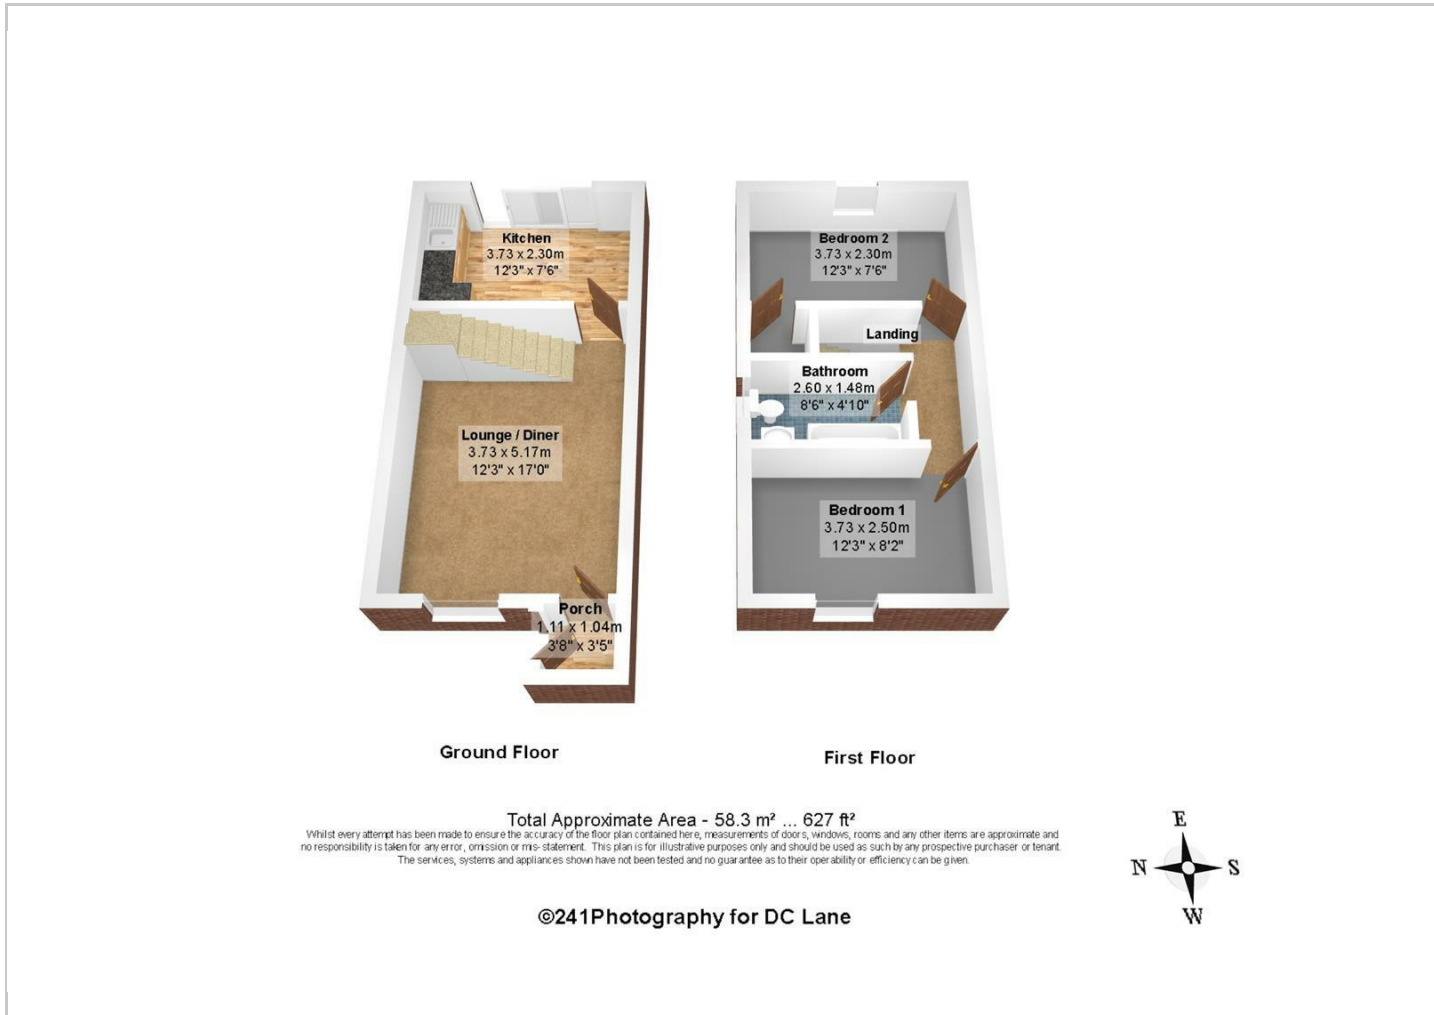 Kitchen
3.73 x 2.30m
12'3" x 7'6"
Lounge / Diner
3.73 x 5.17m
12'3" x 17'0"
Porch
1.11 x 1.04m
3'8" x 3'5"
Ground Floor
Bedroom 2
3.73 x 2.30m
12'3" x 7'6"
Landing
Bathroom
2.60 x 1.48m
8'6" x 4'10"
Bedroom 1
3.73 x 2.50m
12'3" x 8'2"
First Floor
Total Approximate Area - 58.3 m² ... 627 ft²
Whilst every attempt has been made to ensure the accuracy of the floor plan contained here, measurements of doors, windows, rooms and any other items are approximate and
no responsibility is taken for any error, omission or mis-statement. This plan is for illustrative purposes only and should be used as such by any prospective purchaser or tenant.
The services, systems and appliances shown have not been tested and no guarantee as to their operability or efficiency can be given.
©241Photography for DC Lane
E
N S
W